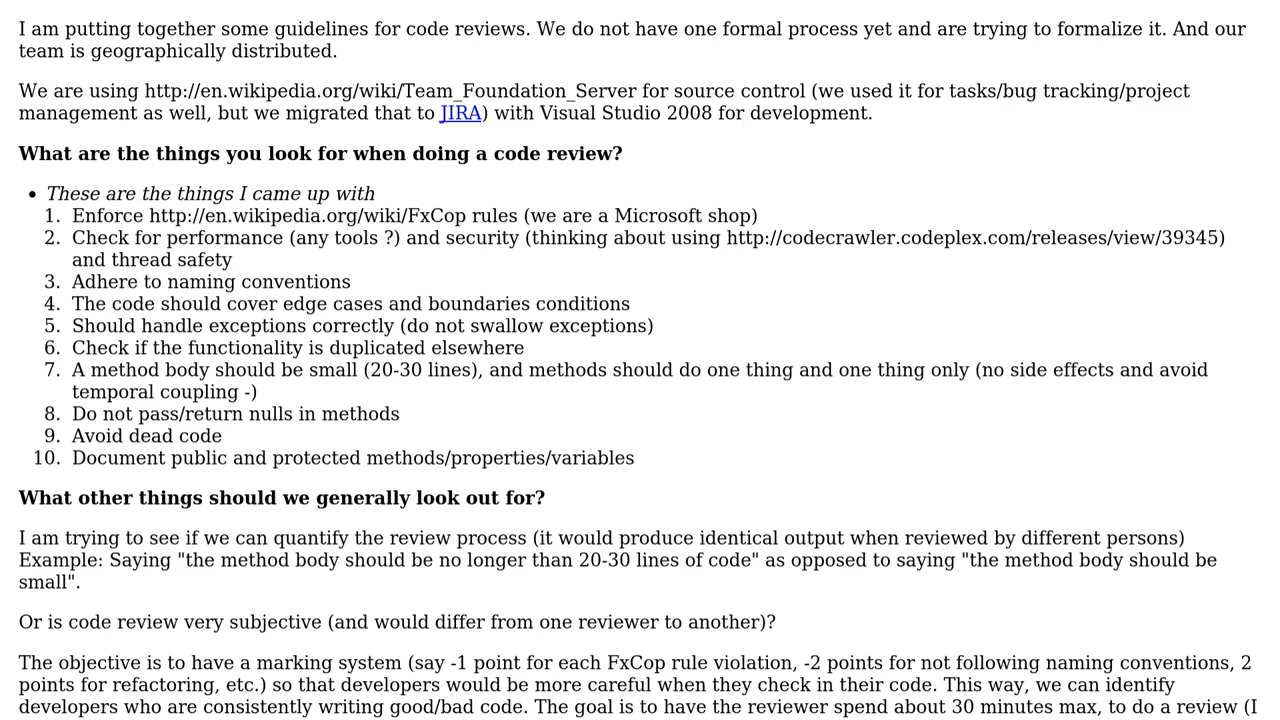 I am putting together some guidelines for code reviews. We do not have one formal process yet and are trying to formalize it. And our
team is geographically distributed.
We are using http://en.wikipedia.org/wiki/Team_Foundation_Server for source control (we used it for tasks/bug tracking/project
management as well, but we migrated that to JIRA) with Visual Studio 2008 for development.
What are the things you look for when doing a code review?
• These are the things I came up with
1. Enforce http://en.wikipedia.org/wiki/FxCop rules (we are a Microsoft shop)
2. Check for performance (any tools ?) and security (thinking about using http://codecrawler.codeplex.com/releases/view/39345)
and thread safety
3. Adhere to naming conventions
4. The code should cover edge cases and boundaries conditions
5. Should handle exceptions correctly (do not swallow exceptions)
6. Check if the functionality is duplicated elsewhere
7. A method body should be small (20-30 lines), and methods should do one thing and one thing only (no side effects and avoid
temporal coupling -)
8. Do not pass/return nulls in methods
9. Avoid dead code
10. Document public and protected methods/properties/variables
What other things should we generally look out for?
I am trying to see if we can quantify the review process (it would produce identical output when reviewed by different persons)
Example: Saying "the method body should be no longer than 20-30 lines of code" as opposed to saying "the method body should be
small".
Or is code review very subjective (and would differ from one reviewer to another)?
The objective is to have a marking system (say -1 point for each FxCop rule violation, -2 points for not following naming conventions, 2
points for refactoring, etc.) so that developers would be more careful when they check in their code. This way, we can identify
developers who are consistently writing good/bad code. The goal is to have the reviewer spend about 30 minutes max, to do a review (I